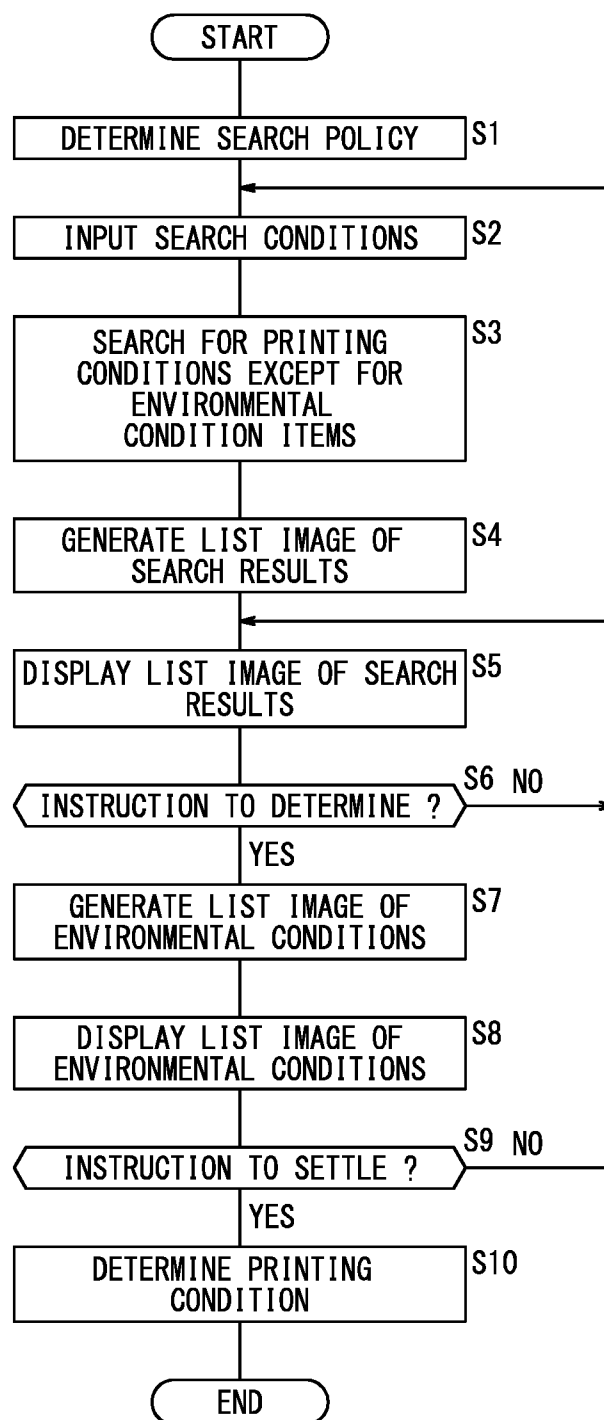 START
DETERMINE SEARCH POLICY S1
INPUT SEARCH CONDITIONS S2
SEARCH FOR PRINTING S3
CONDITIONS EXCEPT FOR
ENVIRONMENTAL
CONDITION ITEMS
GENERATE LIST IMAGE OF S4
SEARCH RESULTS
DISPLAY LIST IMAGE OF SEARCH S5
RESULTS
INSTRUCTION TO DETERMINE ? S6 NO
YES
GENERATE LIST IMAGE OF S7
ENVIRONMENTAL CONDITIONS
DISPLAY LIST IMAGE OF S8
ENVIRONMENTAL CONDITIONS
INSTRUCTION TO SETTLE ? S9 NO
YES
DETERMINE PRINTING S10
CONDITION
END